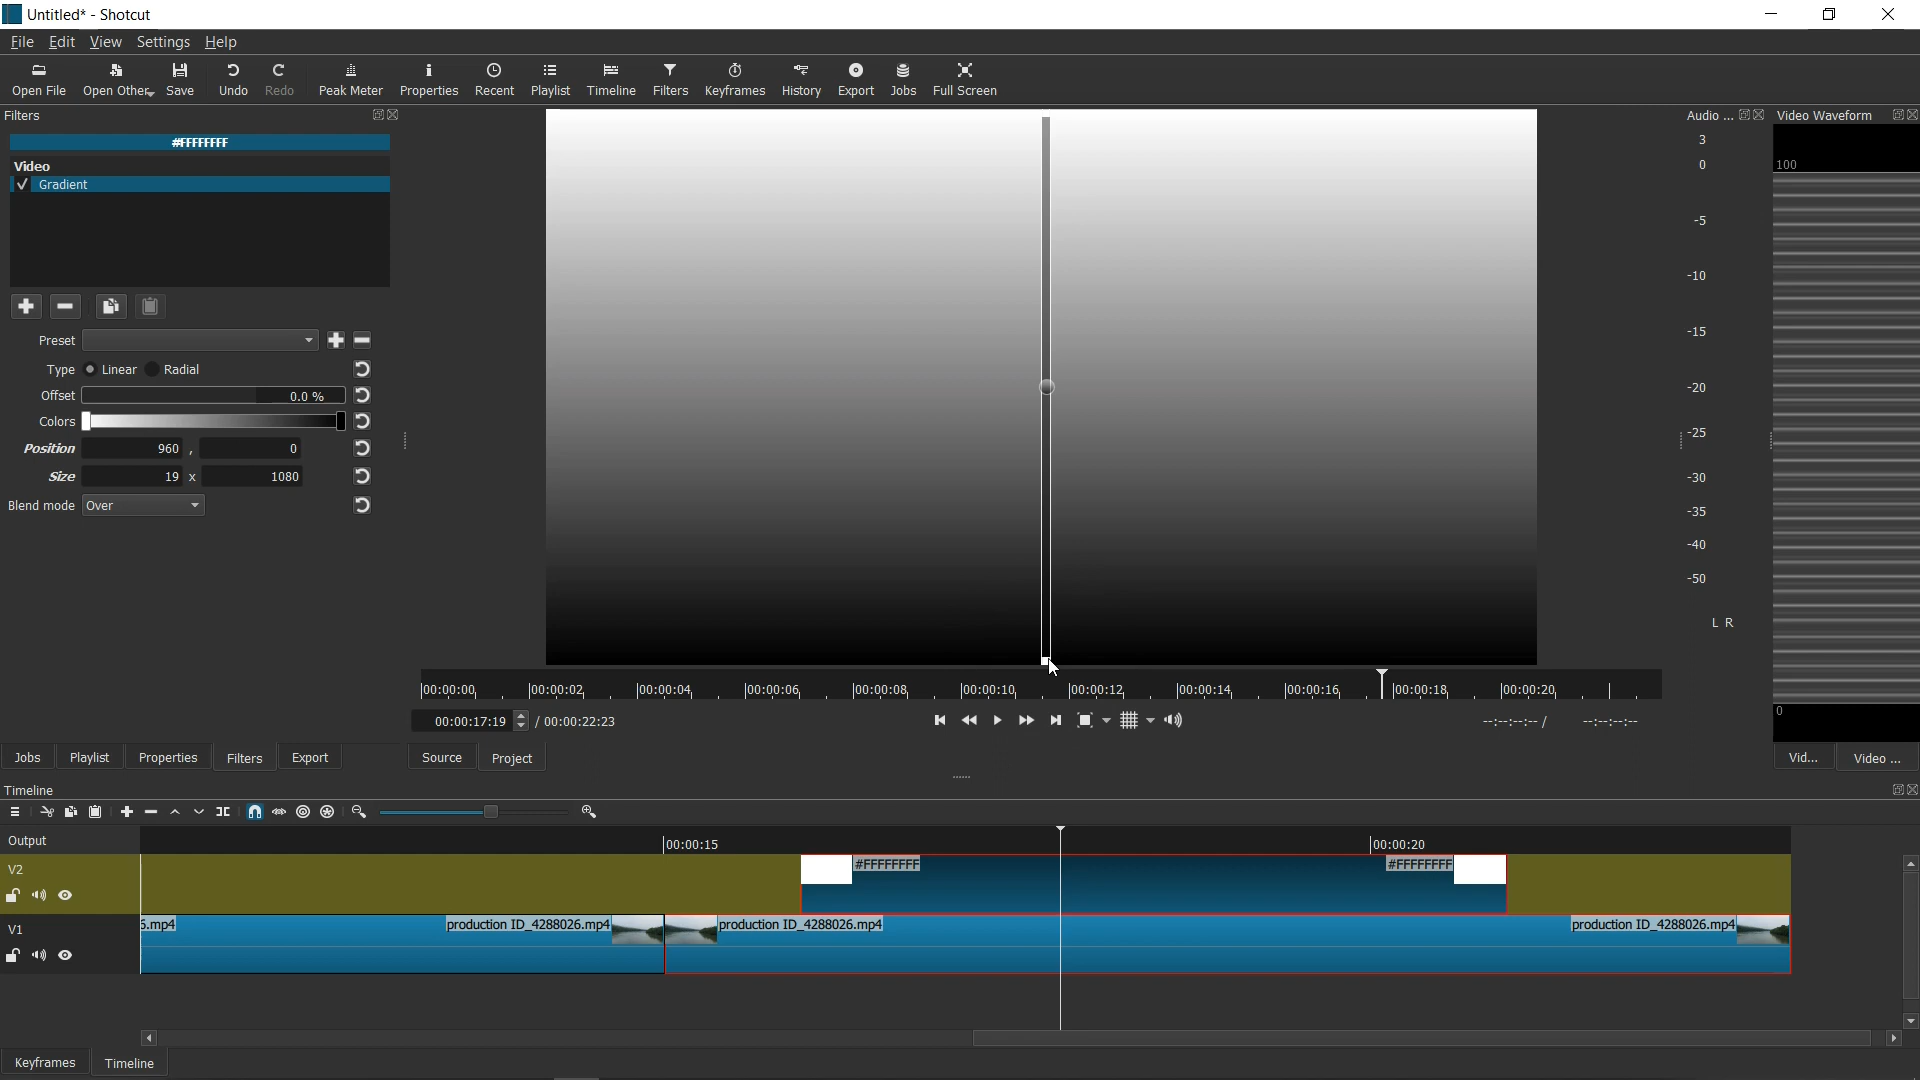 Untitled* - Shotcut
File Edit View Settings Help
Open File Open Other Save Undo Redo Peak Meter Properties Recent Playlist Timeline Filters Keyframes History Export Jobs Full Screen
Filters
#FFFFFFFF
Video
Gradient
Preset
Type Linear Radial
Offset 0.0 %
Colors
Position 960 , 0
Size 19 x 1080
Blend mode Over
Audio ...
3
0
-5
-10
-15
-20
-25
-30
-35
-40
-50
L R
Video Waveform
100
0
00:00:00 00:00:02 00:00:04 00:00:06 00:00:08 00:00:10 00:00:12 00:00:14 00:00:16 00:00:18 00:00:20
00:00:17:19 / 00:00:22:23 --:--:--:-- / --:--:--:--
Jobs Playlist Properties Filters Export Source Project Vid... Video ...
Timeline
Output 00:00:15 00:00:20
V2 #FFFFFFFF #FFFFFFFF
V1 6.mp4 production ID_4288026.mp4 production ID_4288026.mp4 production ID_4288026.mp4
Keyframes Timeline